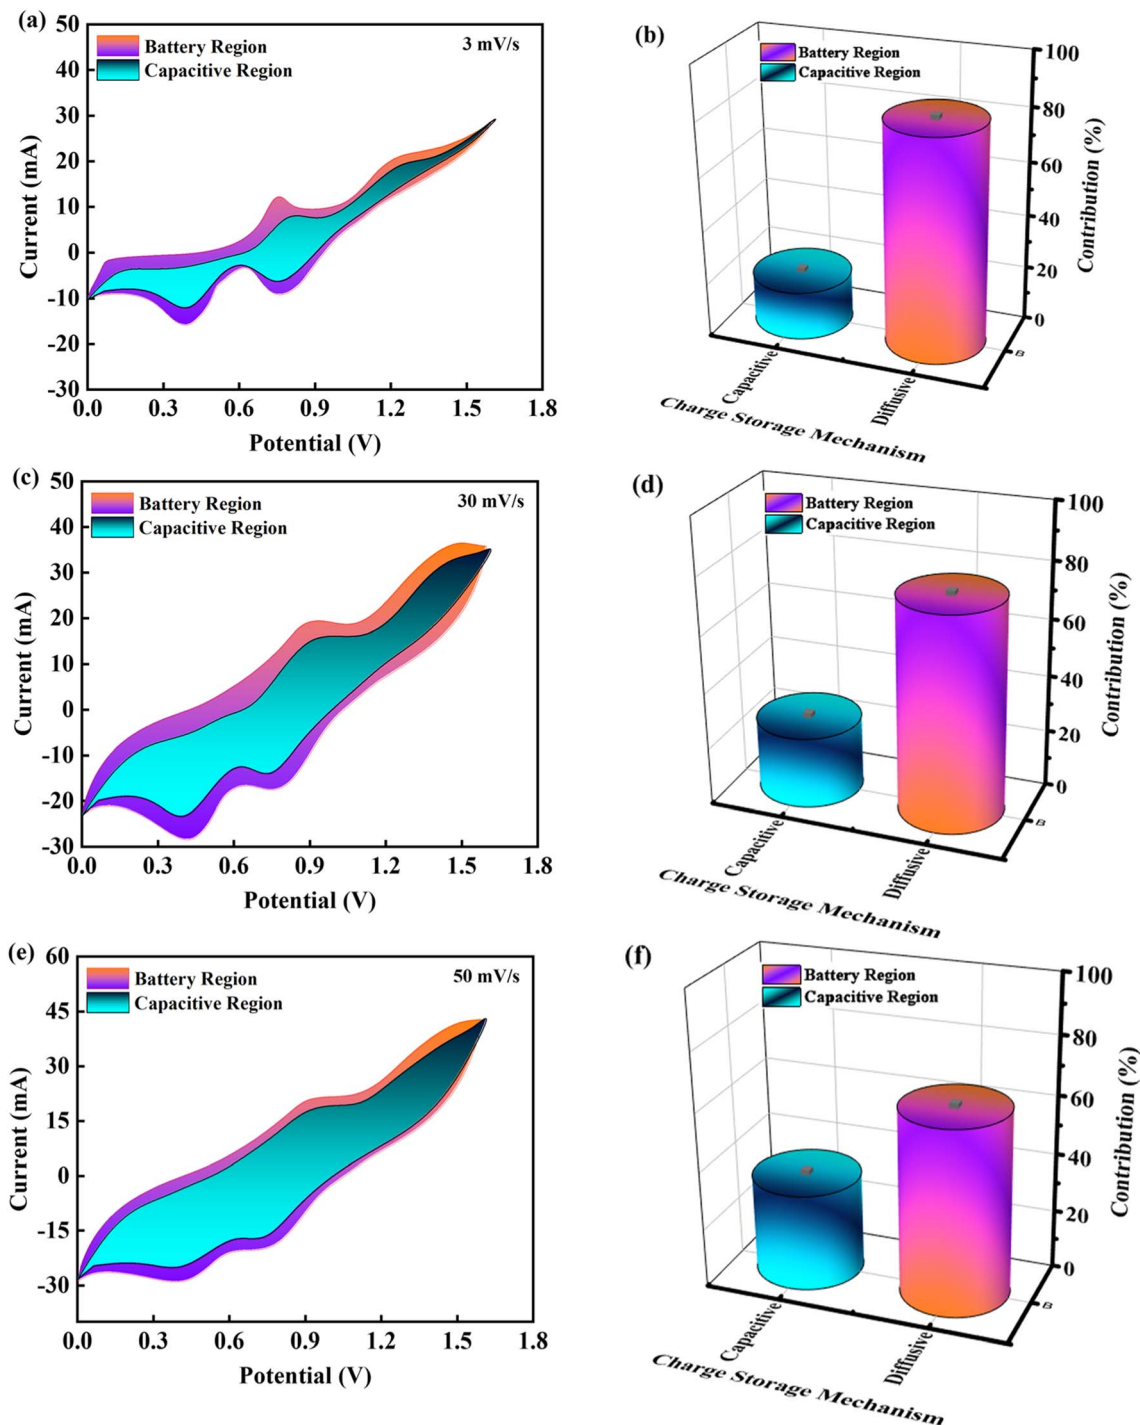 (a)
50
40
30
20
10
0
-10
-20
-30
Current (mA)
Battery Region
Capacitive Region
3 mV/s
0.0 0.3 0.6 0.9 1.2 1.5 1.8
Potential (V)
(b)
Battery Region
Capacitive Region
100
80
60
40
20
0
Contribution (%)
B
Capacitive
Diffusive
Charge Storage Mechanism
(c)
50
40
30
20
10
0
-10
-20
-30
Current (mA)
Battery Region
Capacitive Region
30 mV/s
0.0 0.3 0.6 0.9 1.2 1.5 1.8
Potential (V)
(d)
Battery Region
Capacitive Region
100
80
60
40
20
0
Contribution (%)
B
Capacitive
Diffusive
Charge Storage Mechanism
(e)
60
45
30
15
0
-15
-30
Current (mA)
Battery Region
Capacitive Region
50 mV/s
0.0 0.3 0.6 0.9 1.2 1.5 1.8
Potential (V)
(f)
Battery Region
Capacitive Region
100
80
60
40
20
0
Contribution (%)
B
Capacitive
Diffusive
Charge Storage Mechanism